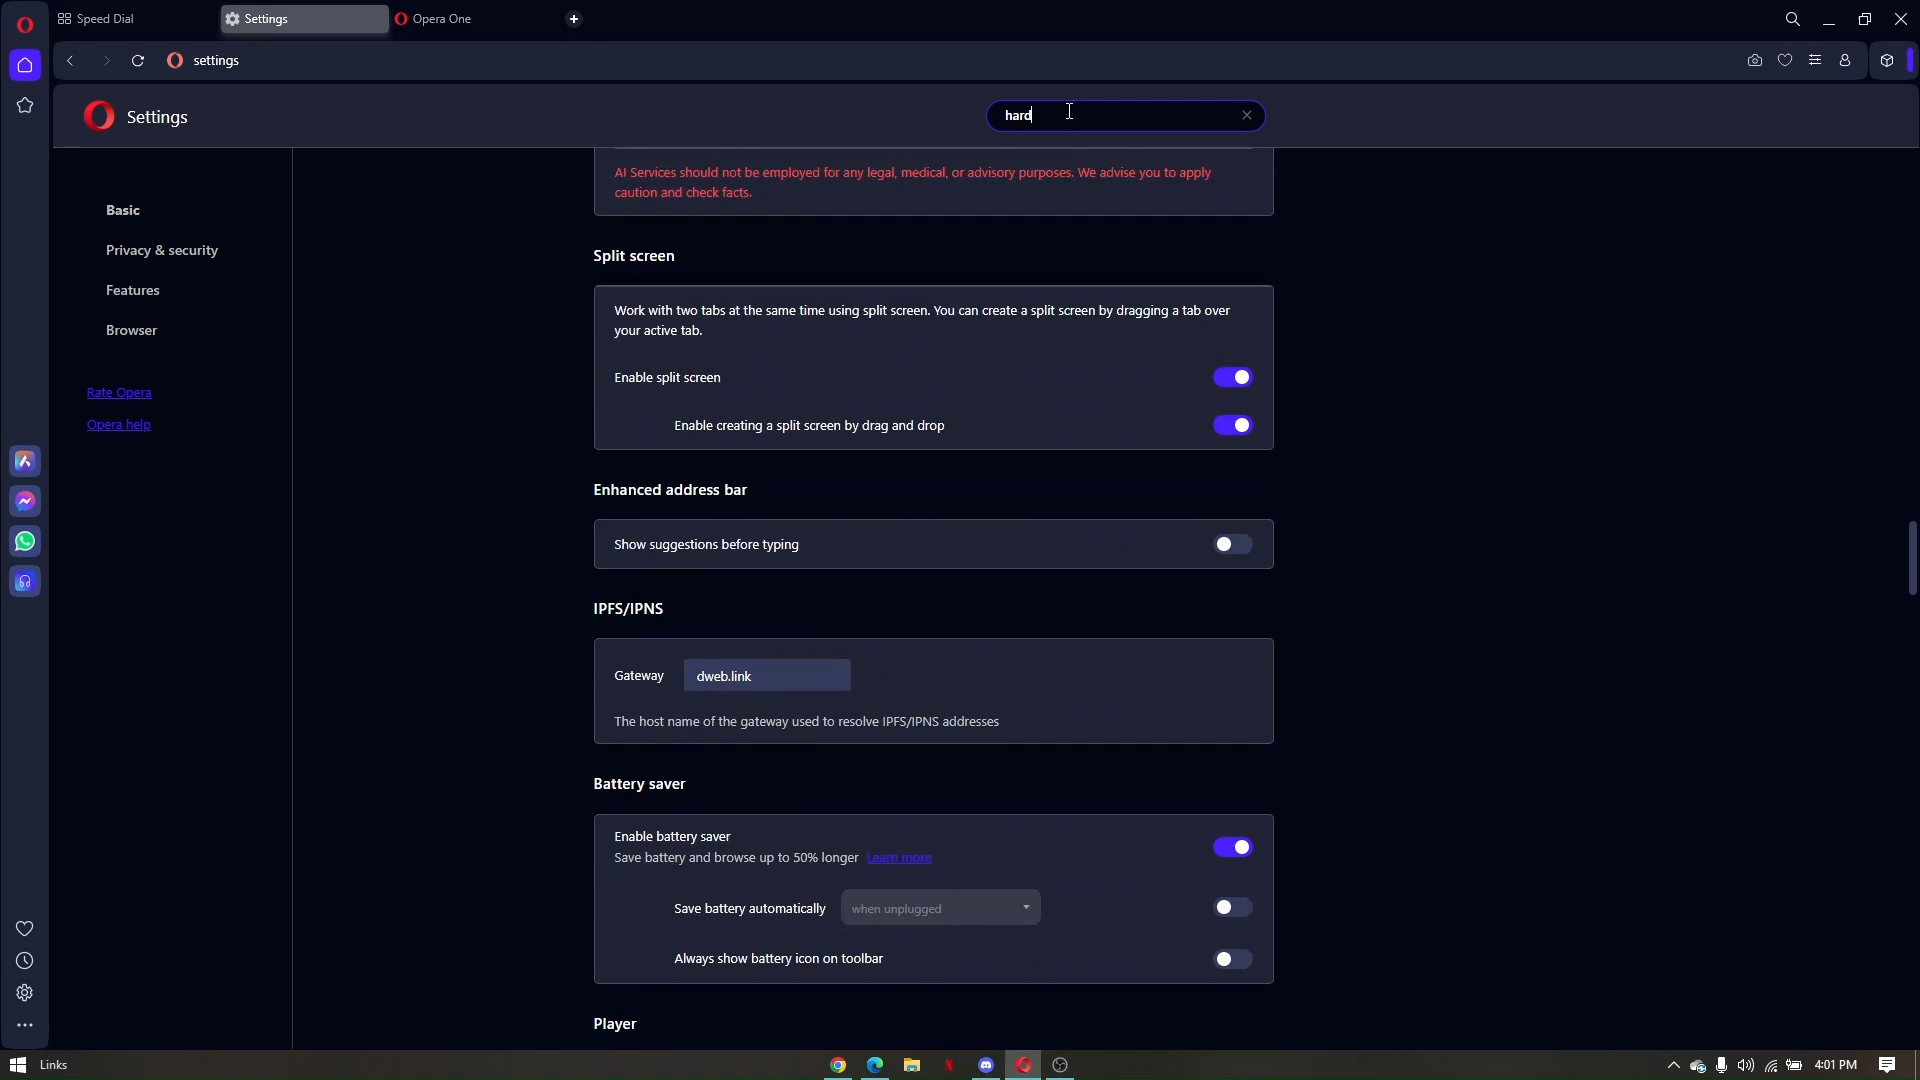 Speed Dial
Settings
Opera One
settings
Settings
hard
AI Services should not be employed for any legal, medical, or advisory purposes. We advise you to apply
caution and check facts.
Basic
Privacy & security
Features
Browser
Rate Opera
Opera help
Split screen
Work with two tabs at the same time using split screen. You can create a split screen by dragging a tab over
your active tab.
Enable split screen
Enable creating a split screen by drag and drop
Enhanced address bar
Show suggestions before typing
IPFS/IPNS
Gateway dweb.link
The host name of the gateway used to resolve IPFS/IPNS addresses
Battery saver
Enable battery saver
Save battery and browse up to 50% longer Learn more
Save battery automatically when unplugged
Always show battery icon on toolbar
Player
Links
4:01 PM